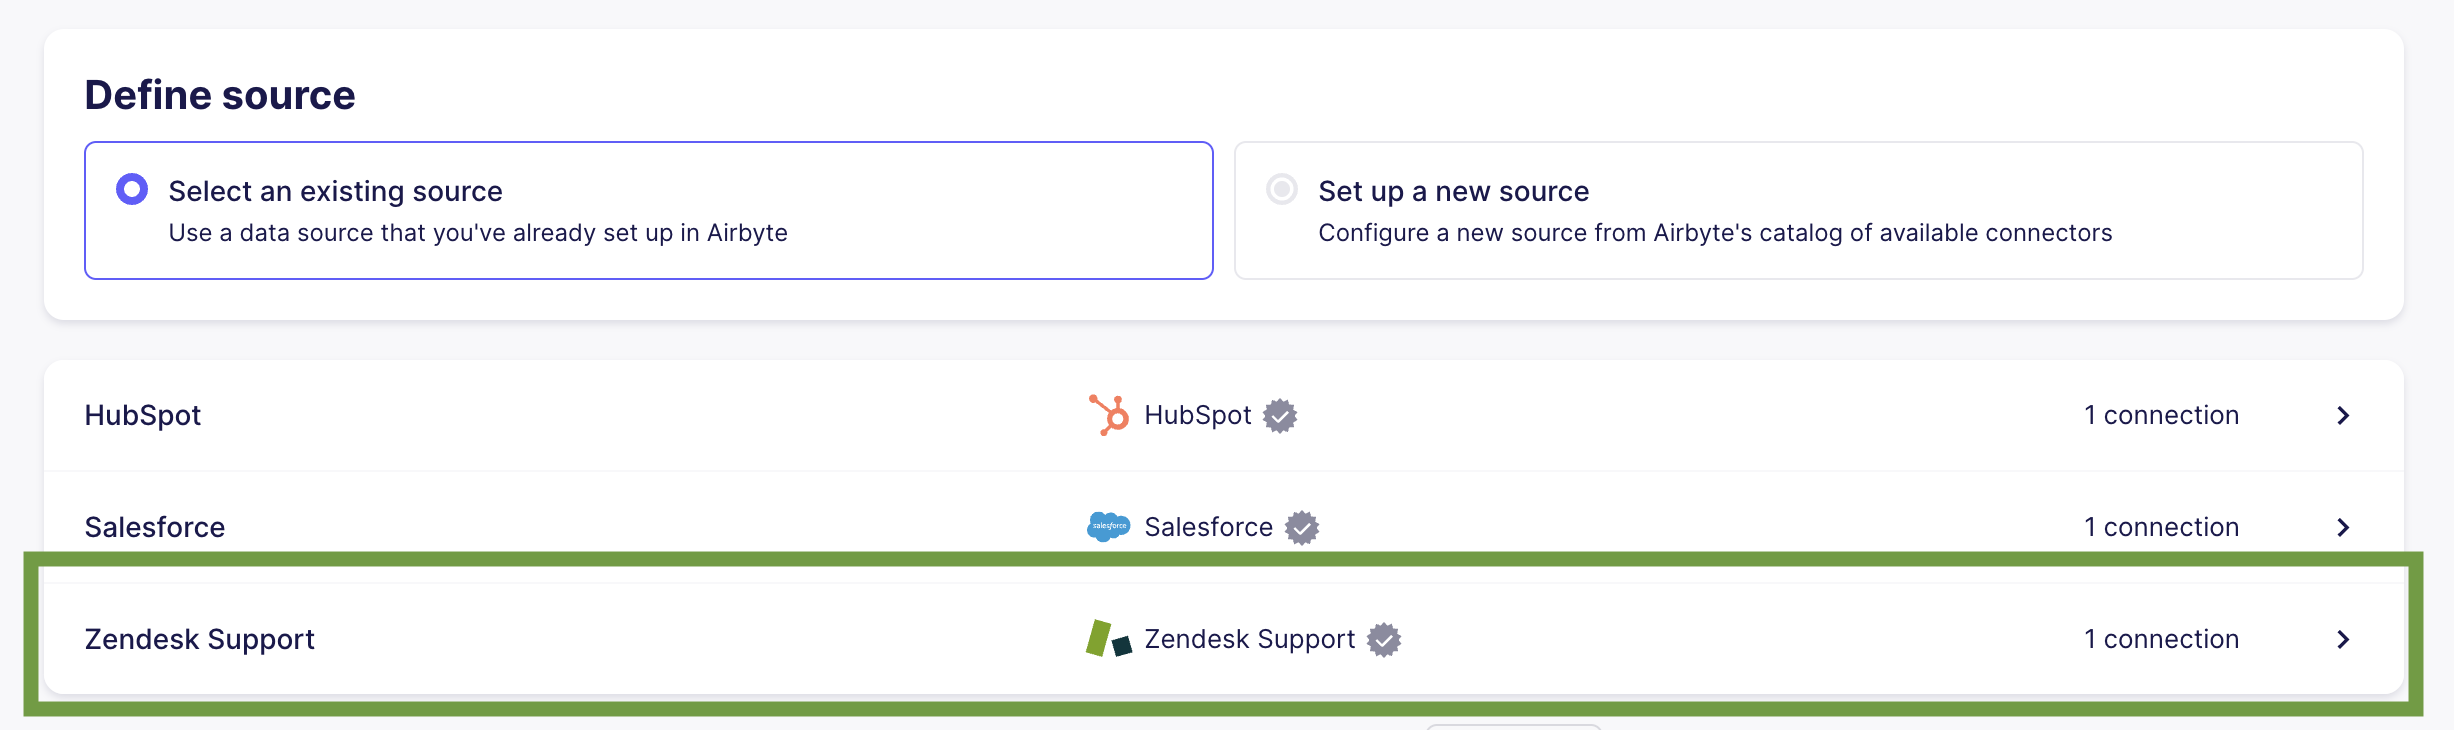 Define source
Select an existing source
Use a data source that you've already set up in Airbyte
Set up a new source
Configure a new source from Airbyte's catalog of available connectors
HubSpot HubSpot 1 connection
Salesforce salesforce Salesforce 1 connection
Zendesk Support Zendesk Support 1 connection